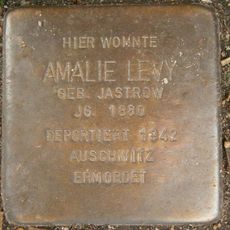 HIER WOHNTE
AMALIE LEVY
GEB. JASTROW
JG. 1880
DEPORTIERT 1942
AUSCHWITZ
ERMORDET